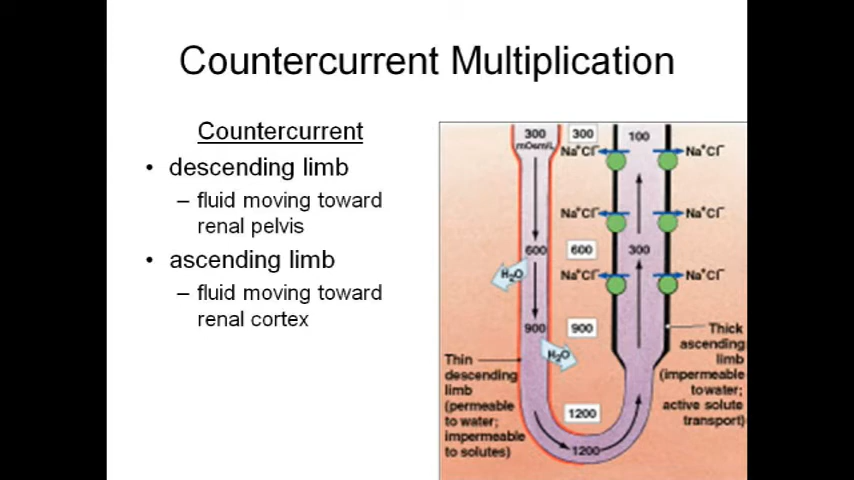 Countercurrent Multiplication
Countercurrent
• descending limb
– fluid moving toward
renal pelvis
• ascending limb
– fluid moving toward
renal cortex
300
mOsm/L
300
100
Na⁺Cl⁻
Na⁺Cl⁻
Na⁺Cl⁻
Na⁺Cl⁻
600
600
300
H₂O
Na⁺Cl⁻
Na⁺Cl⁻
900
900
H₂O
Thin
descending
limb
(permeable
to water;
impermeable
to solutes)
Thick
ascending
limb
(impermeable
to water;
active solute
transport)
1200
1200